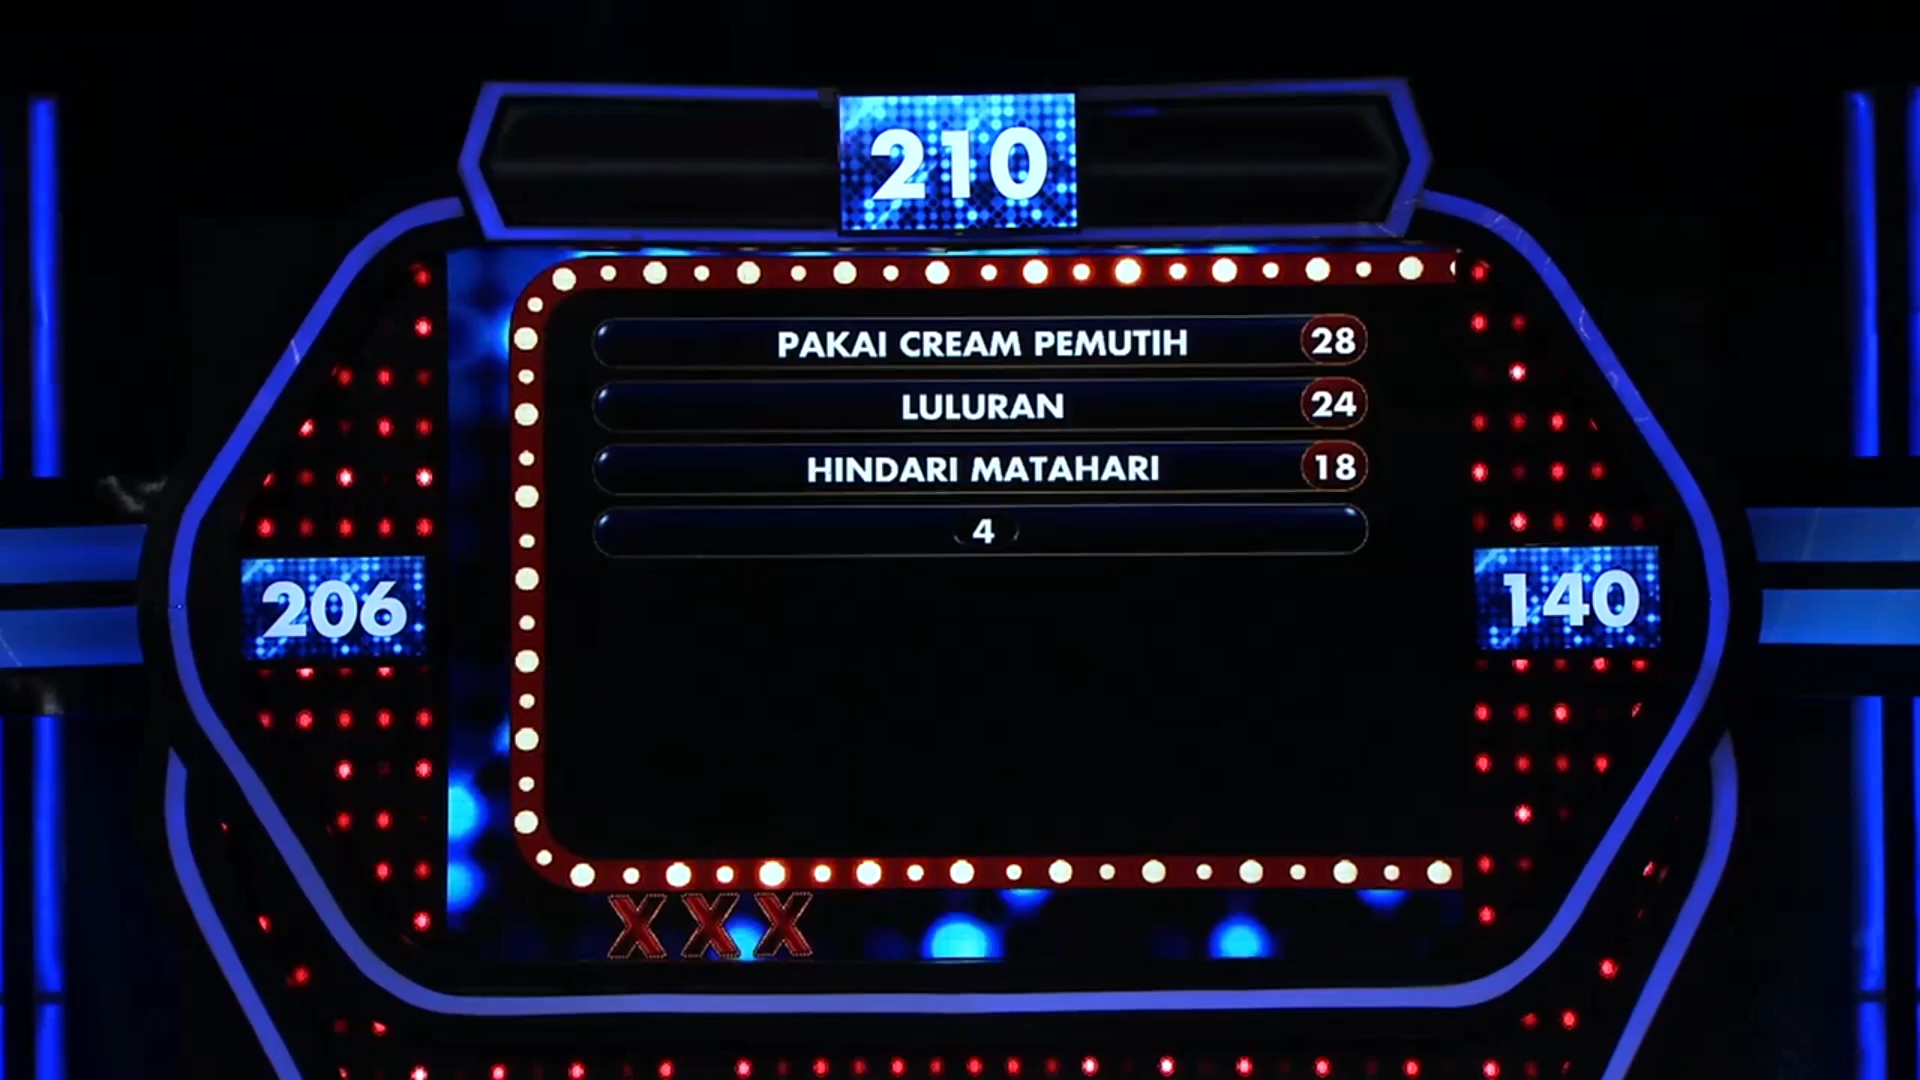 210
PAKAI CREAM PEMUTIH 28
LULURAN 24
HINDARI MATAHARI 18
4
206
140
XXX